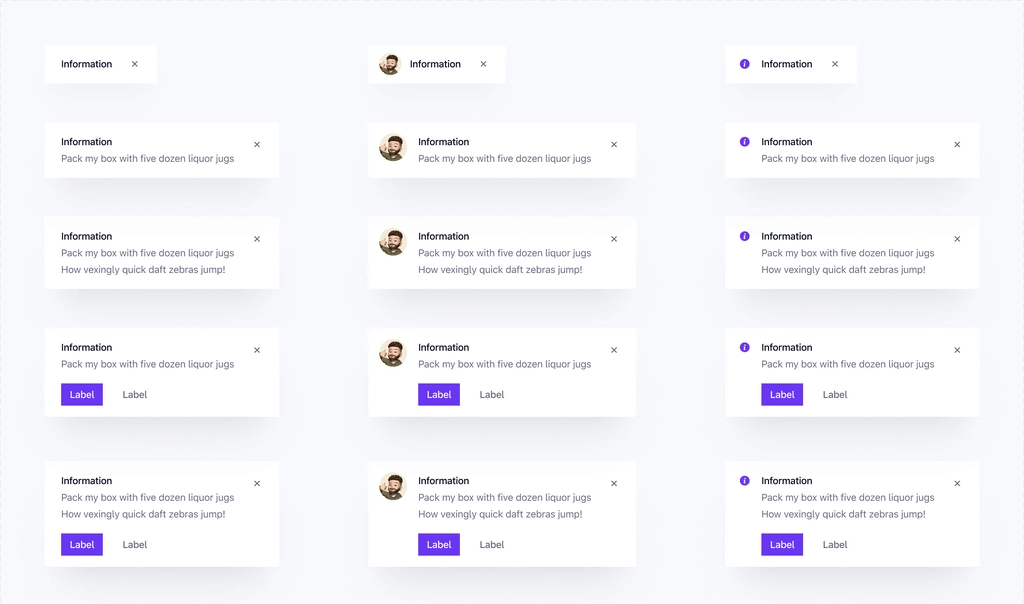 Information
Information
Information
Information
Pack my box with five dozen liquor jugs
Information
Pack my box with five dozen liquor jugs
Information
Pack my box with five dozen liquor jugs
Information
Pack my box with five dozen liquor jugs
How vexingly quick daft zebras jump!
Information
Pack my box with five dozen liquor jugs
How vexingly quick daft zebras jump!
Information
Pack my box with five dozen liquor jugs
How vexingly quick daft zebras jump!
Information
Pack my box with five dozen liquor jugs
Label Label
Information
Pack my box with five dozen liquor jugs
Label Label
Information
Pack my box with five dozen liquor jugs
Label Label
Information
Pack my box with five dozen liquor jugs
How vexingly quick daft zebras jump!
Label Label
Information
Pack my box with five dozen liquor jugs
How vexingly quick daft zebras jump!
Label Label
Information
Pack my box with five dozen liquor jugs
How vexingly quick daft zebras jump!
Label Label